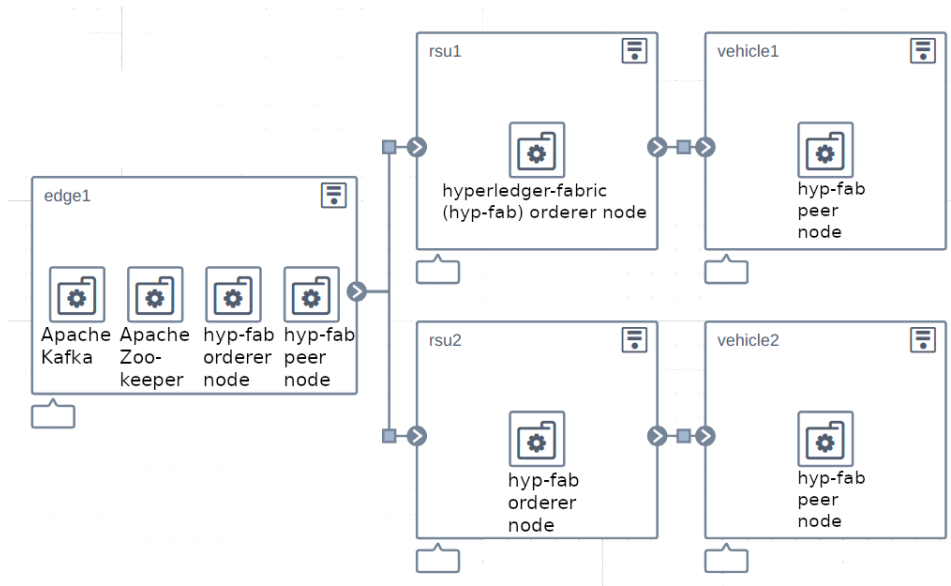 rsu1
hyperledger-fabric
(hyp-fab) orderer node
vehicle1
hyp-fab
peer
node
edge1
Apache
Kafka
Apache
Zoo-
keeper
hyp-fab
orderer
node
hyp-fab
peer
node
rsu2
hyp-fab
orderer
node
vehicle2
hyp-fab
peer
node